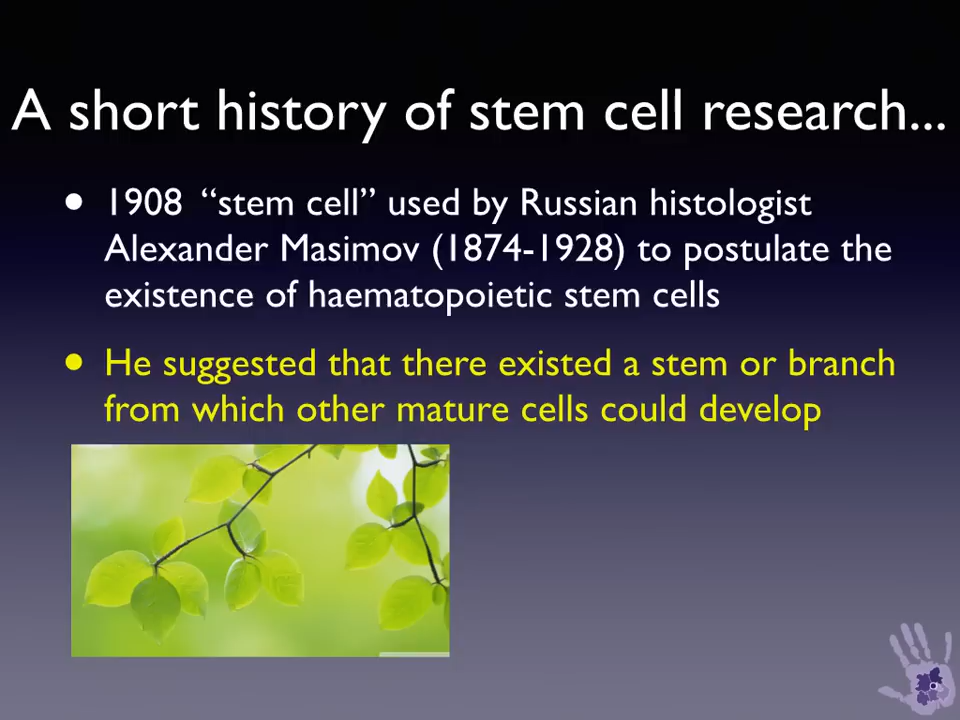 A short history of stem cell research...
• 1908 “stem cell” used by Russian histologist
Alexander Masimov (1874-1928) to postulate the
existence of haematopoietic stem cells
• He suggested that there existed a stem or branch
from which other mature cells could develop